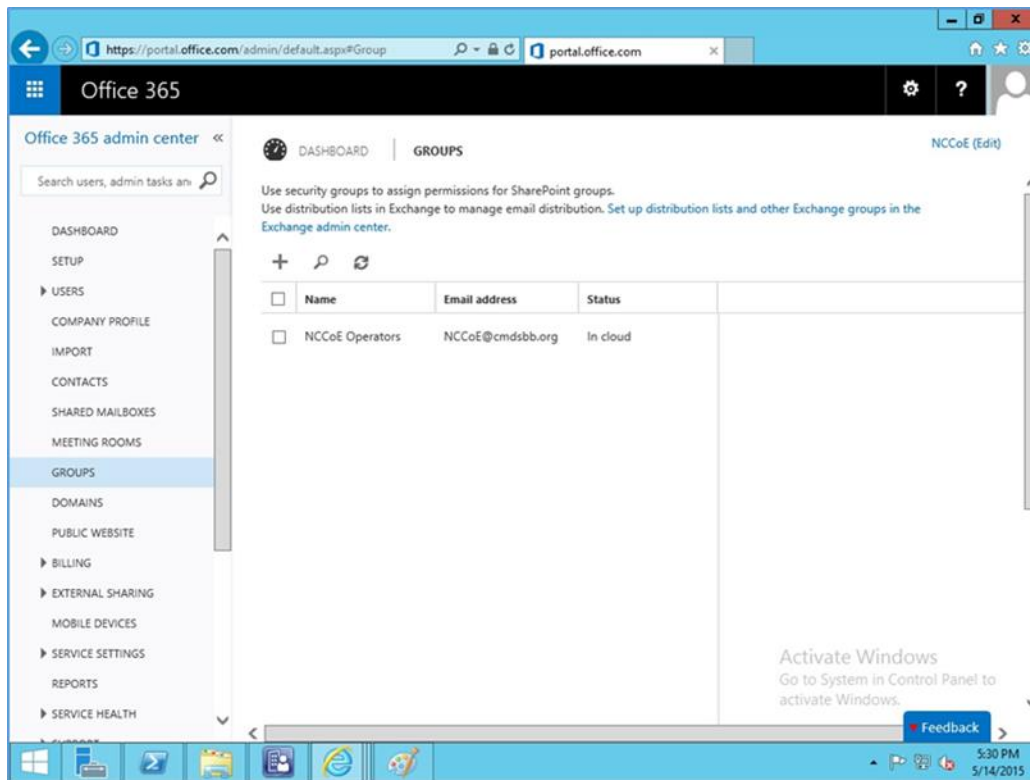 https://portal.office.com/admin/default.aspx#Group
portal.office.com
Office 365
?
Office 365 admin center «
Search users, admin tasks an
DASHBOARD
SETUP
USERS
COMPANY PROFILE
IMPORT
CONTACTS
SHARED MAILBOXES
MEETING ROOMS
GROUPS
DOMAINS
PUBLIC WEBSITE
BILLING
EXTERNAL SHARING
MOBILE DEVICES
SERVICE SETTINGS
REPORTS
SERVICE HEALTH
DASHBOARD | GROUPS
NCCoE (Edit)
Use security groups to assign permissions for SharePoint groups.
Use distribution lists in Exchange to manage email distribution. Set up distribution lists and other Exchange groups in the
Exchange admin center.
Name Email address Status
NCCoE Operators NCCoE@cmdsbb.org In cloud
Activate Windows
Go to System in Control Panel to
activate Windows.
Feedback
5:30 PM
5/14/2015